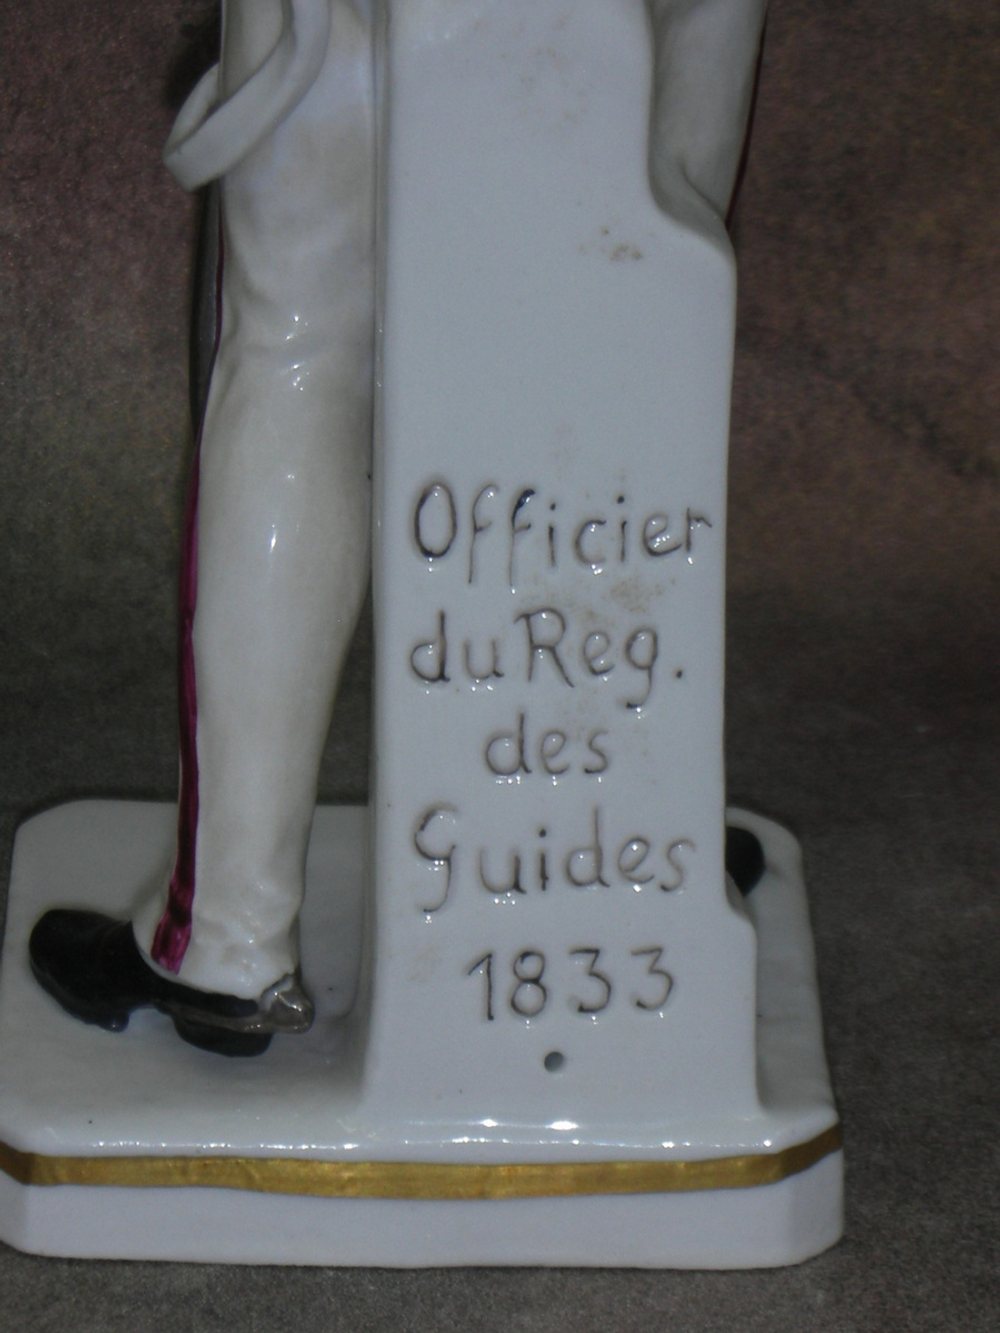 Officier
du Reg.
des
Guides
1833